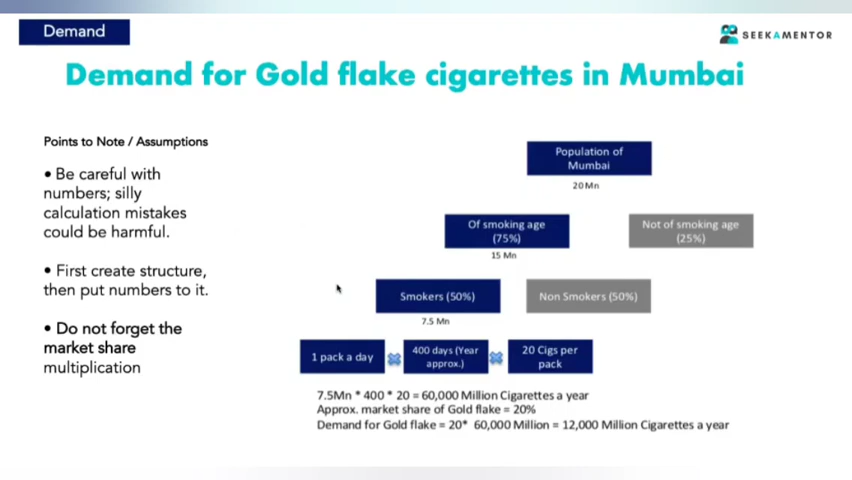 Demand
SEEKAMENTOR
Demand for Gold flake cigarettes in Mumbai
Points to Note / Assumptions
• Be careful with
numbers; silly
calculation mistakes
could be harmful.
• First create structure,
then put numbers to it.
• Do not forget the
market share
multiplication
Population of
Mumbai
20 Mn
Of smoking age
(75%)
Not of smoking age
(25%)
15 Mn
Smokers (50%)
Non Smokers (50%)
7.5 Mn
1 pack a day
400 days (Year
approx.)
20 Cigs per
pack
7.5Mn * 400 * 20 = 60,000 Million Cigarettes a year
Approx. market share of Gold flake = 20%
Demand for Gold flake = 20* 60,000 Million = 12,000 Million Cigarettes a year